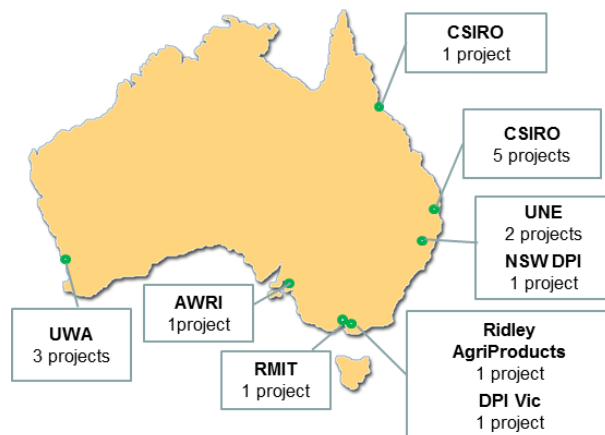 CSIRO
1 project
CSIRO
5 projects
UNE
2 projects
NSW DPI
1 project
AWRI
1project
UWA
3 projects
RMIT
1 project
Ridley
AgriProducts
1 project
DPI Vic
1 project